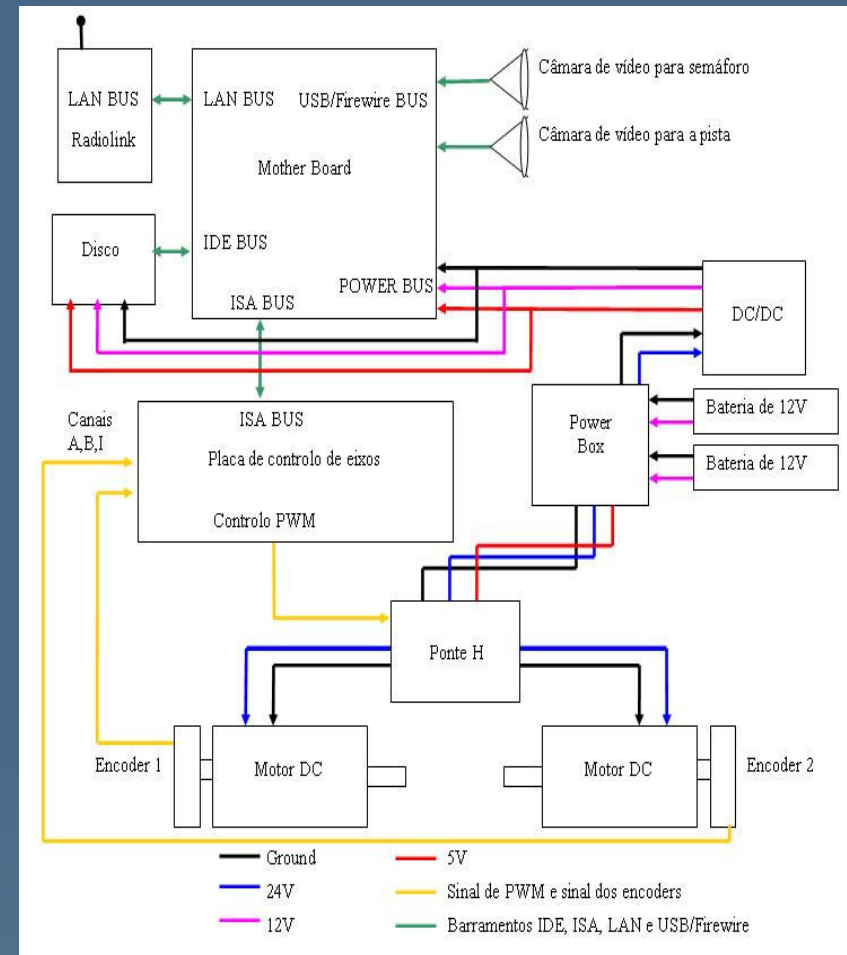 LAN BUS
Radiolink
LAN BUS
USB/Firewire BUS
Mother Board
IDE BUS
POWER BUS
ISA BUS
Câmara de vídeo para semáforo
Câmara de vídeo para a pista
Disco
DC/DC
Power
Box
Bateria de 12V
Bateria de 12V
Canais
A,B,I
ISA BUS
Placa de controlo de eixos
Controlo PWM
Ponte H
Encoder 1
Motor DC
Motor DC
Encoder 2
Ground
24V
12V
5V
Sinal de PWM e sinal dos encoders
Barramentos IDE, ISA, LAN e USB/Firewire